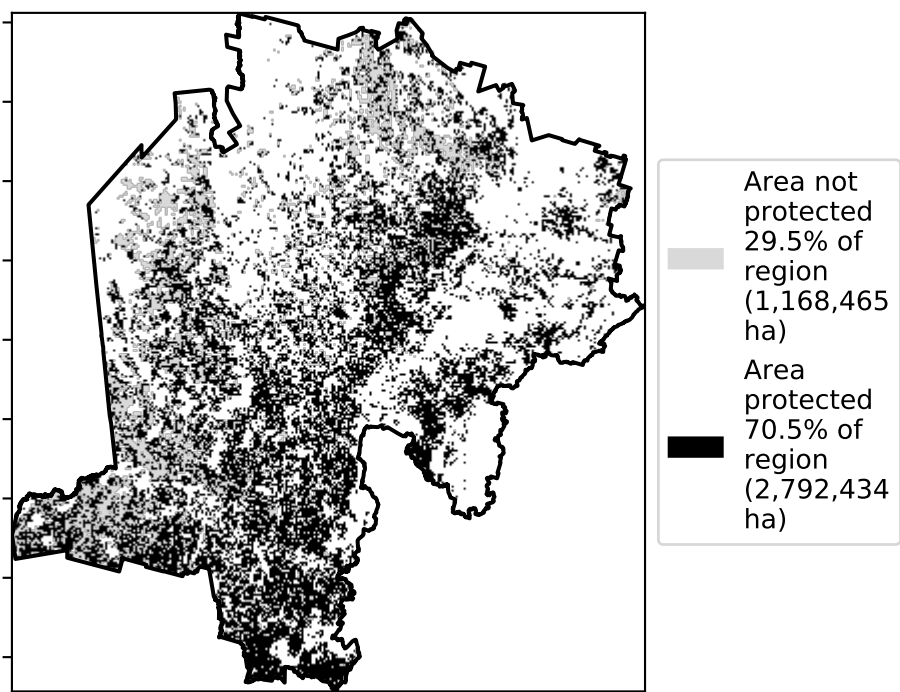 Area not
protected
29.5% of
region
(1,168,465
ha)
Area
protected
70.5% of
region
(2,792,434
ha)